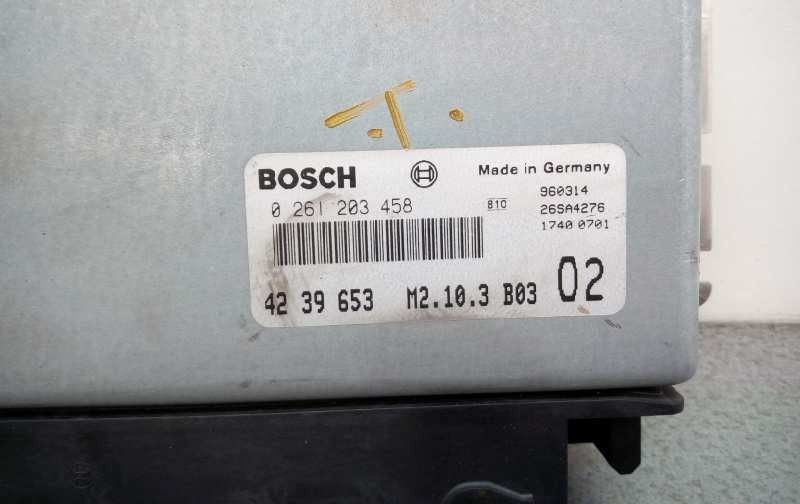 .T.
BOSCH Made in Germany
0 261 203 458 810 960314
26SA4276
1740 0701
42 39 653 M2.10.3 B03 02